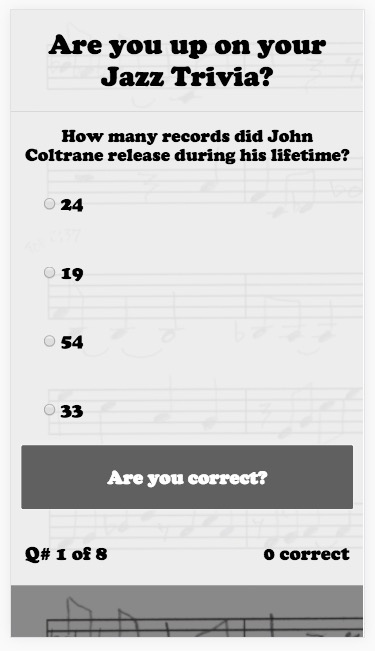 Are you up on your
Jazz Trivia?
How many records did John
Coltrane release during his lifetime?
24
19
54
33
Are you correct?
Q# 1 of 8
0 correct